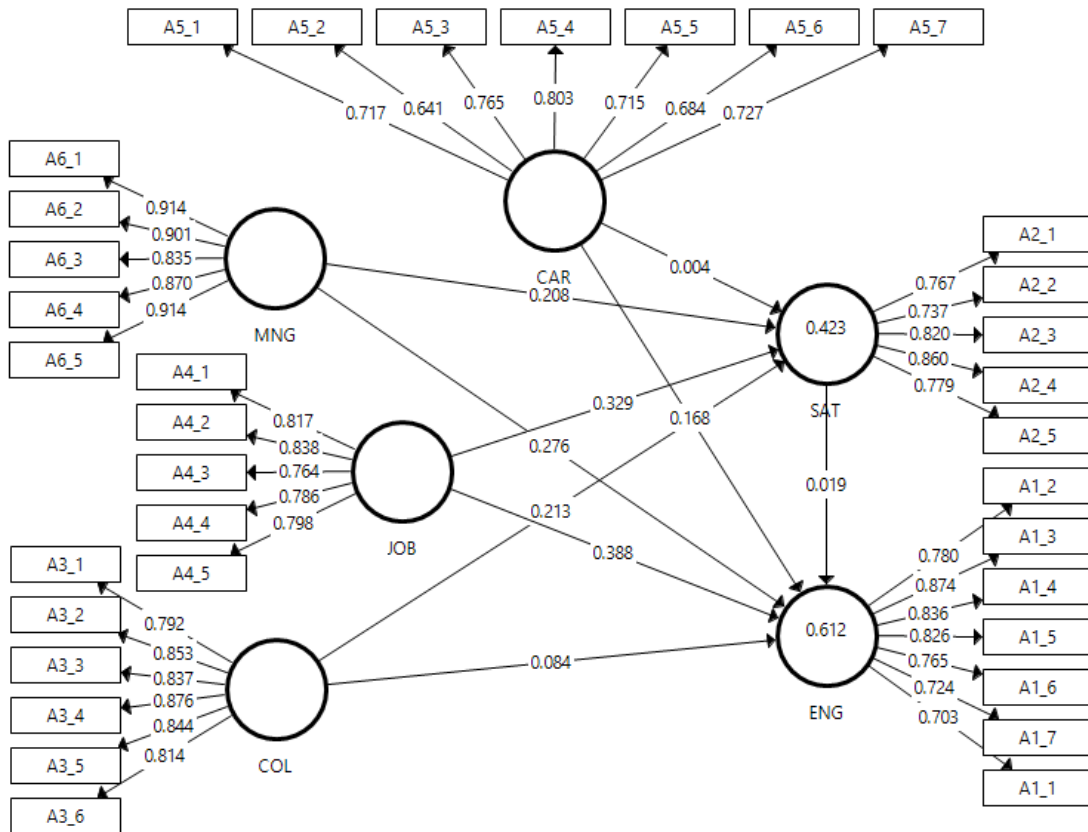 A5_1 A5_2 A5_3 A5_4 A5_5 A5_6 A5_7
0.717 0.641 0.765 0.803 0.715 0.684 0.727
CAR
A6_1
A6_2
A6_3
A6_4
A6_5
0.914
0.901
0.835
0.870
0.914
MNG
A4_1
A4_2
A4_3
A4_4
A4_5
0.817
0.838
0.764
0.786
0.798
JOB
A3_1
A3_2
A3_3
A3_4
A3_5
A3_6
0.792
0.853
0.837
0.876
0.844
0.814
COL
0.004
0.208
0.329
0.168
0.276
0.213
0.388
0.084
0.019
0.423
SAT
0.767
0.737
0.820
0.860
0.779
A2_1
A2_2
A2_3
A2_4
A2_5
0.612
ENG
0.780
0.874
0.836
0.826
0.765
0.724
0.703
A1_2
A1_3
A1_4
A1_5
A1_6
A1_7
A1_1